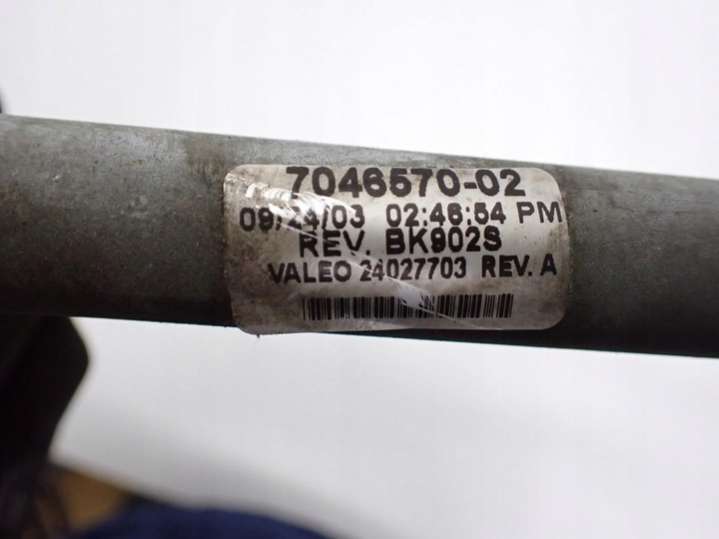 7046570-02
09/24/03 02:46:54 PM
REV. BK902S
VALEO 24027703 REV. A